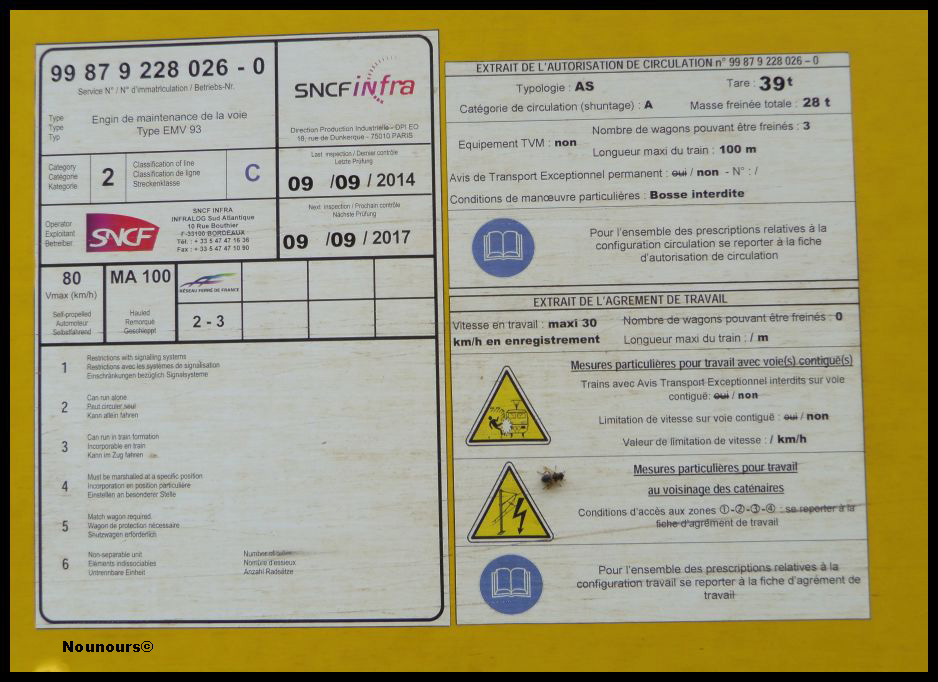 99 87 9 228 026 - 0
Service N° / N° d'immatriculation / Betriebs-Nr.
Type
Type
Typ
Engin de maintenance de la voie
Type EMV 93
SNCF infra
Direction Production Industrielle - DPI EO
18, rue de Dunkerque - 75010 PARIS
Category
Catégorie
Kategorie
2
Classification of line
Classification de ligne
Streckenklasse
C
Last inspection / Dernier contrôle
Letzte Prüfung
09 /09 / 2014
Operator
Exploitant
Betreiber
SNCF
SNCF INFRA
INFRALOG Sud Atlantique
10 Rue Bouthier
F-33100 BORDEAUX
Tél. : + 33 5 47 47 16 36
Fax : + 33 5 47 47 10 90
Next inspection / Prochain contrôle
Nächste Prüfung
09 /09 / 2017
80
Vmax (km/h)
MA 100
RÉSEAU FERRÉ DE FRANCE
Self-propelled
Automoteur
Selbstfahrend
Hauled
Remorqué
Geschleppt
2 - 3
1
Restrictions with signalling systems
Restrictions avec les systèmes de signalisation
Einschränkungen bezüglich Signalsysteme
2
Can run alone
Peut circuler seul
Kann allein fahren
3
Can run in train formation
Incorporable en train
Kann im Zug fahren
4
Must be marshalled at a specific position
Incorporation en position particulière
Einstellen an besonderer Stelle
5
Match wagon required
Wagon de protection nécessaire
Shutzwagen erforderlich
6
Non-separable unit
Eléments indissociables
Untrennbare Einheit
Number of axles
Nombre d'essieux
Anzahl Radsätze
EXTRAIT DE L'AUTORISATION DE CIRCULATION n° 99 87 9 228 026 - 0
Typologie : AS
Tare : 39 t
Catégorie de circulation (shuntage) : A
Masse freinée totale : 28 t
Equipement TVM : non
Nombre de wagons pouvant être freinés : 3
Longueur maxi du train : 100 m
Avis de Transport Exceptionnel permanent : oui / non - N° : /
Conditions de manœuvre particulières : Bosse interdite
Pour l'ensemble des prescriptions relatives à la
configuration circulation se reporter à la fiche
d'autorisation de circulation
EXTRAIT DE L'AGREMENT DE TRAVAIL
Vitesse en travail : maxi 30
km/h en enregistrement
Nombre de wagons pouvant être freinés : 0
Longueur maxi du train : / m
Mesures particulières pour travail avec voie(s) contiguë(s)
Trains avec Avis Transport Exceptionnel interdits sur voie
contiguë: oui / non
Limitation de vitesse sur voie contiguë : oui / non
Valeur de limitation de vitesse : / km/h
Mesures particulières pour travail
au voisinage des caténaires
Conditions d'accès aux zones ①-②-③-④ : se reporter à la
fiche d'agrément de travail
Pour l'ensemble des prescriptions relatives à la
configuration travail se reporter à la fiche d'agrément de
travail
Nounours©